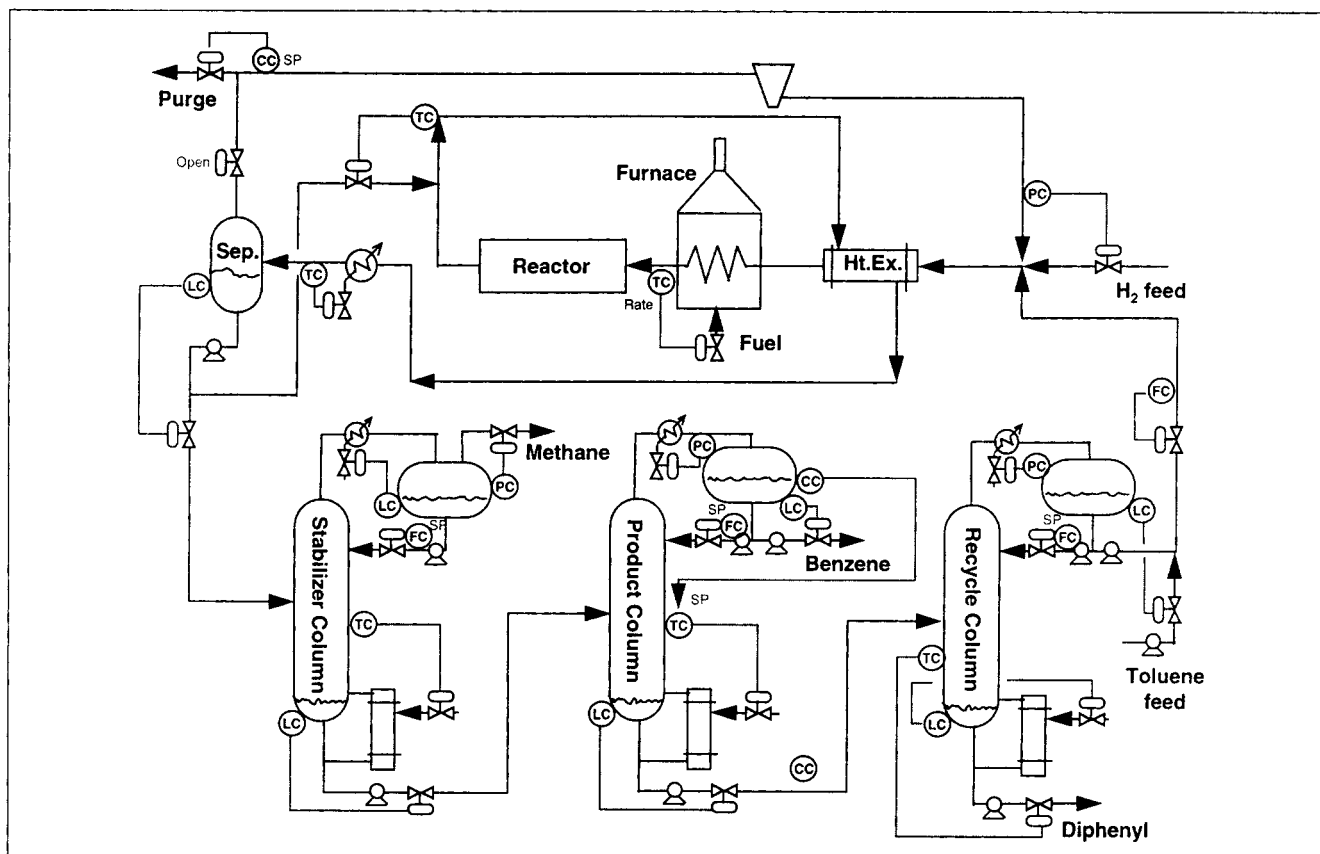 CC SP
Purge
TC
Open
Furnace
PC
Sep.
Reactor
Ht.Ex.
LC
TC
TC
H₂ feed
Rate
Fuel
FC
Methane
PC
PC
CC
PC
LC
PC
LC
LC
SP
FC
SP
FC
SP
FC
Benzene
Stabilizer Column
Product Column
Recycle Column
SP
TC
TC
TC
Toluene
feed
LC
LC
LC
CC
Diphenyl